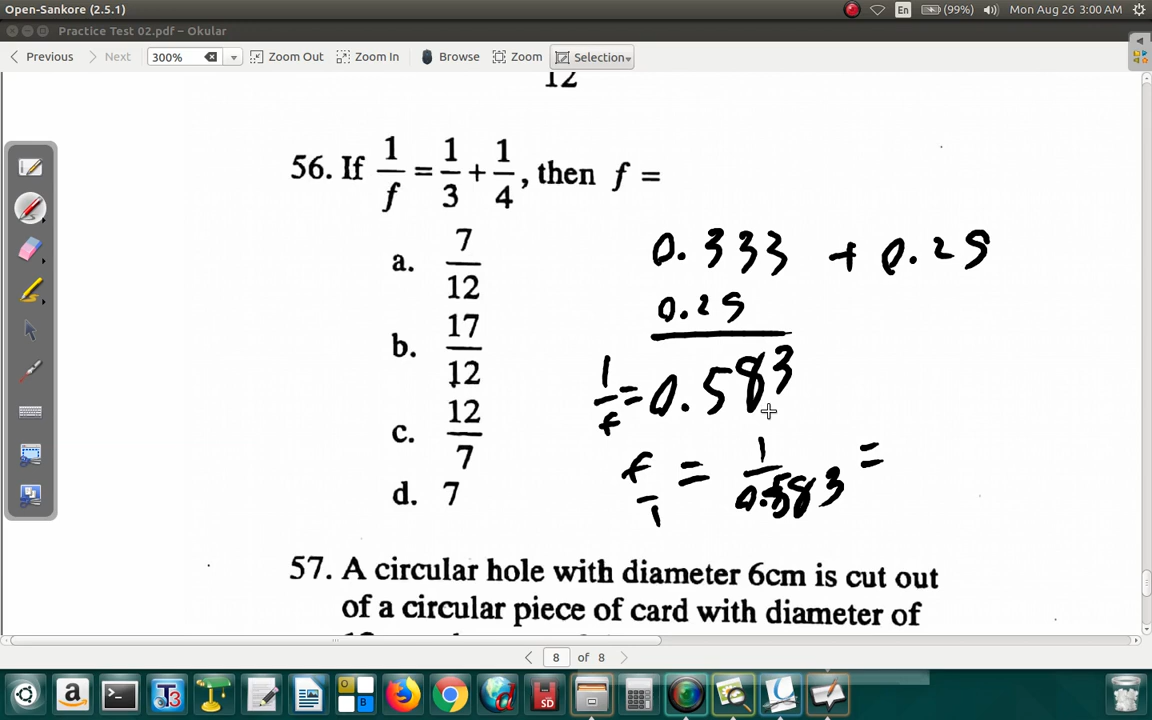 Open-Sankore (2.5.1) En (99%) Mon Aug 26 3:00 AM
Practice Test 02.pdf – Okular
Previous Next 300% Zoom Out Zoom In Browse Zoom Selection
12
56. If 1/f = 1/3 + 1/4, then f =
a. 7/12
b. 17/12
c. 12/7
d. 7
0.333 + 0.25
0.25
1/f = 0.583
f/1 = 1/0.583 =
57. A circular hole with diameter 6cm is cut out
of a circular piece of card with diameter of
8 of 8